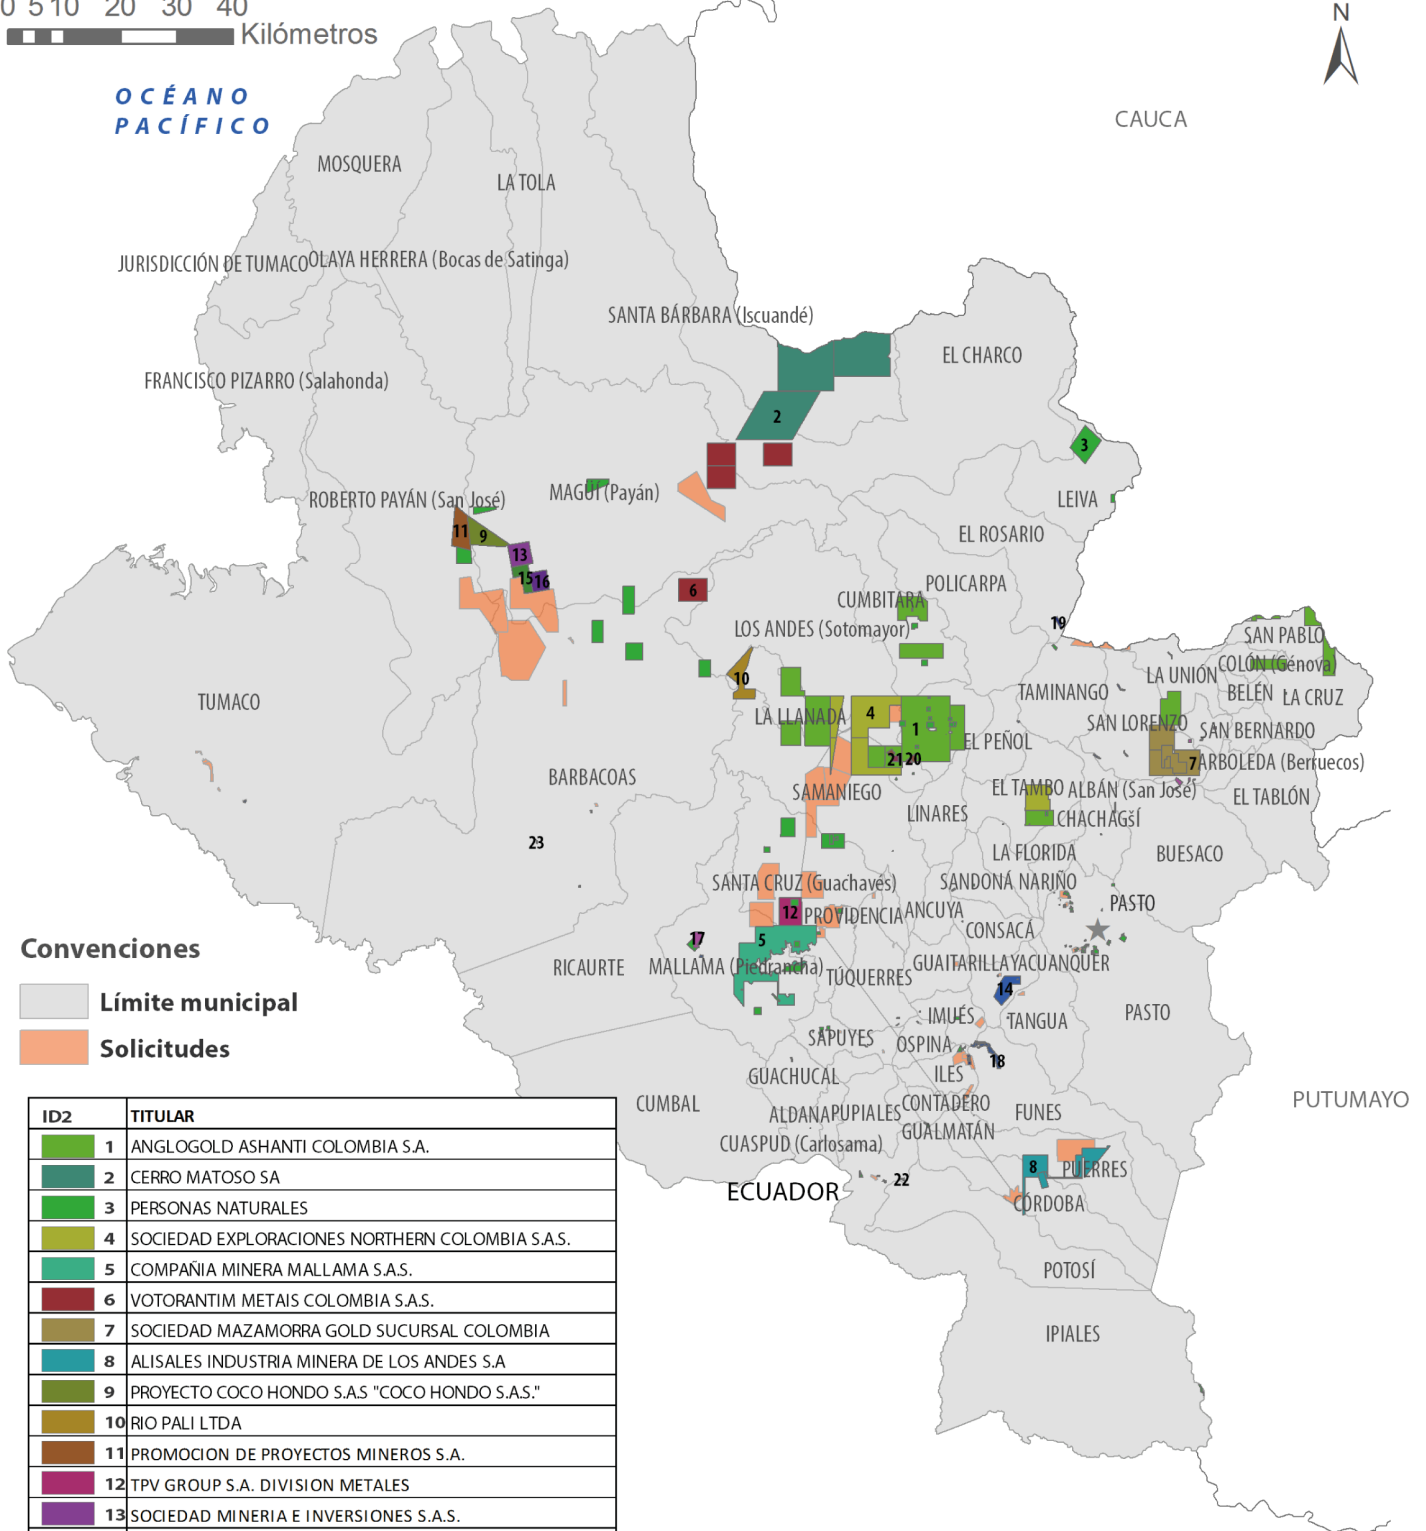 0 5 10 20 30 40
Kilómetros
N
OCÉANO
PACÍFICO
CAUCA
MOSQUERA
LA TOLA
JURISDICCIÓN DE TUMACO
OLAYA HERRERA (Bocas de Satinga)
SANTA BÁRBARA (Iscuandé)
EL CHARCO
FRANCISCO PIZARRO (Salahonda)
2
3
ROBERTO PAYÁN (San José)
MAGÜÍ (Payán)
LEIVA
11
9
EL ROSARIO
13
15
16
6
POLICARPA
CUMBITARA
LOS ANDES (Sotomayor)
19
SAN PABLO
COLÓN (Génova)
LA UNIÓN
10
TUMACO
TAMINANGO
BELÉN
LA CRUZ
LA LLANADA
4
1
SAN LORENZO
SAN BERNARDO
EL PEÑOL
21
20
7
ARBOLEDA (Berruecos)
BARBACOAS
SAMANIEGO
EL TAMBO
ALBÁN (San José)
EL TABLÓN
LINARES
CHACHAGšÍ
23
LA FLORIDA
BUESACO
SANTA CRUZ (Guachavés)
SANDONÁ
NARIÑO
PASTO
12
PROVIDENCIA
ANCUYA
CONSACÁ
17
5
RICAURTE
MALLAMA (Piedrancha)
TÚQUERRES
GUAITARILLA
YACUANQUER
14
IMUÉS
TANGUA
PASTO
SAPUYES
OSPINA
18
GUACHUCAL
ILES
CUMBAL
ALDANA
PUPIALES
CONTADERO
FUNES
PUTUMAYO
CUASPUD (Carlosama)
GUALMATÁN
8
PUERRES
22
ECUADOR
CÓRDOBA
POTOSÍ
IPIALES
Convenciones
Límite municipal
Solicitudes
ID2 TITULAR
1 ANGLOGOLD ASHANTI COLOMBIA S.A.
2 CERRO MATOSO SA
3 PERSONAS NATURALES
4 SOCIEDAD EXPLORACIONES NORTHERN COLOMBIA S.A.S.
5 COMPAÑIA MINERA MALLAMA S.A.S.
6 VOTORANTIM METAIS COLOMBIA S.A.S.
7 SOCIEDAD MAZAMORRA GOLD SUCURSAL COLOMBIA
8 ALISALES INDUSTRIA MINERA DE LOS ANDES S.A
9 PROYECTO COCO HONDO S.A.S "COCO HONDO S.A.S."
10 RIO PALI LTDA
11 PROMOCION DE PROYECTOS MINEROS S.A.
12 TPV GROUP S.A. DIVISION METALES
13 SOCIEDAD MINERIA E INVERSIONES S.A.S.